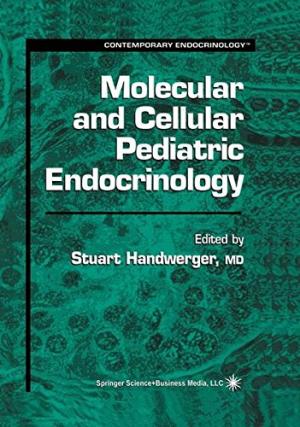 CONTEMPORARY ENDOCRINOLOGY™
Molecular
and Cellular
Pediatric
Endocrinology
Edited by
Stuart Handwerger, MD
Springer Science+Business Media, LLC